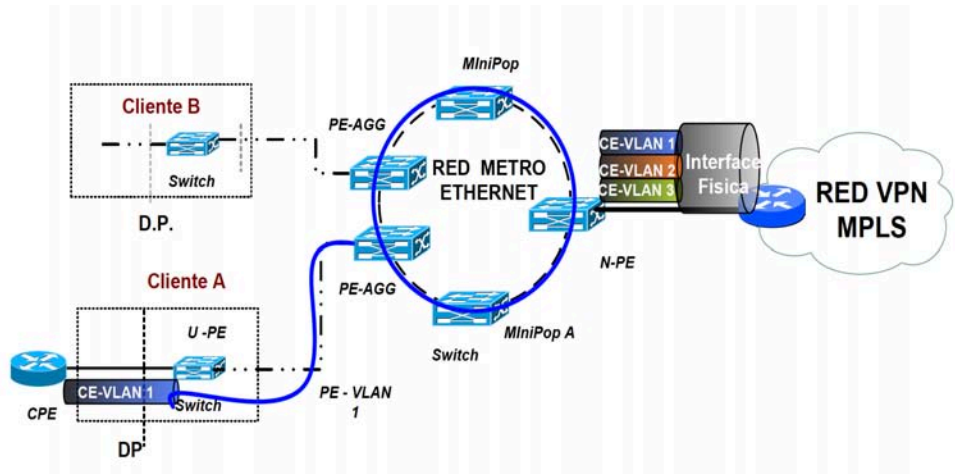 MIniPop
Cliente B
PE-AGG
Switch
D.P.
RED METRO
ETHERNET
CE-VLAN 1
CE-VLAN 2
CE-VLAN 3
Interface
Fisica
RED VPN
MPLS
N-PE
PE-AGG
Cliente A
U -PE
MIniPop A
Switch
CE-VLAN 1
Switch
PE - VLAN
1
CPE
DP